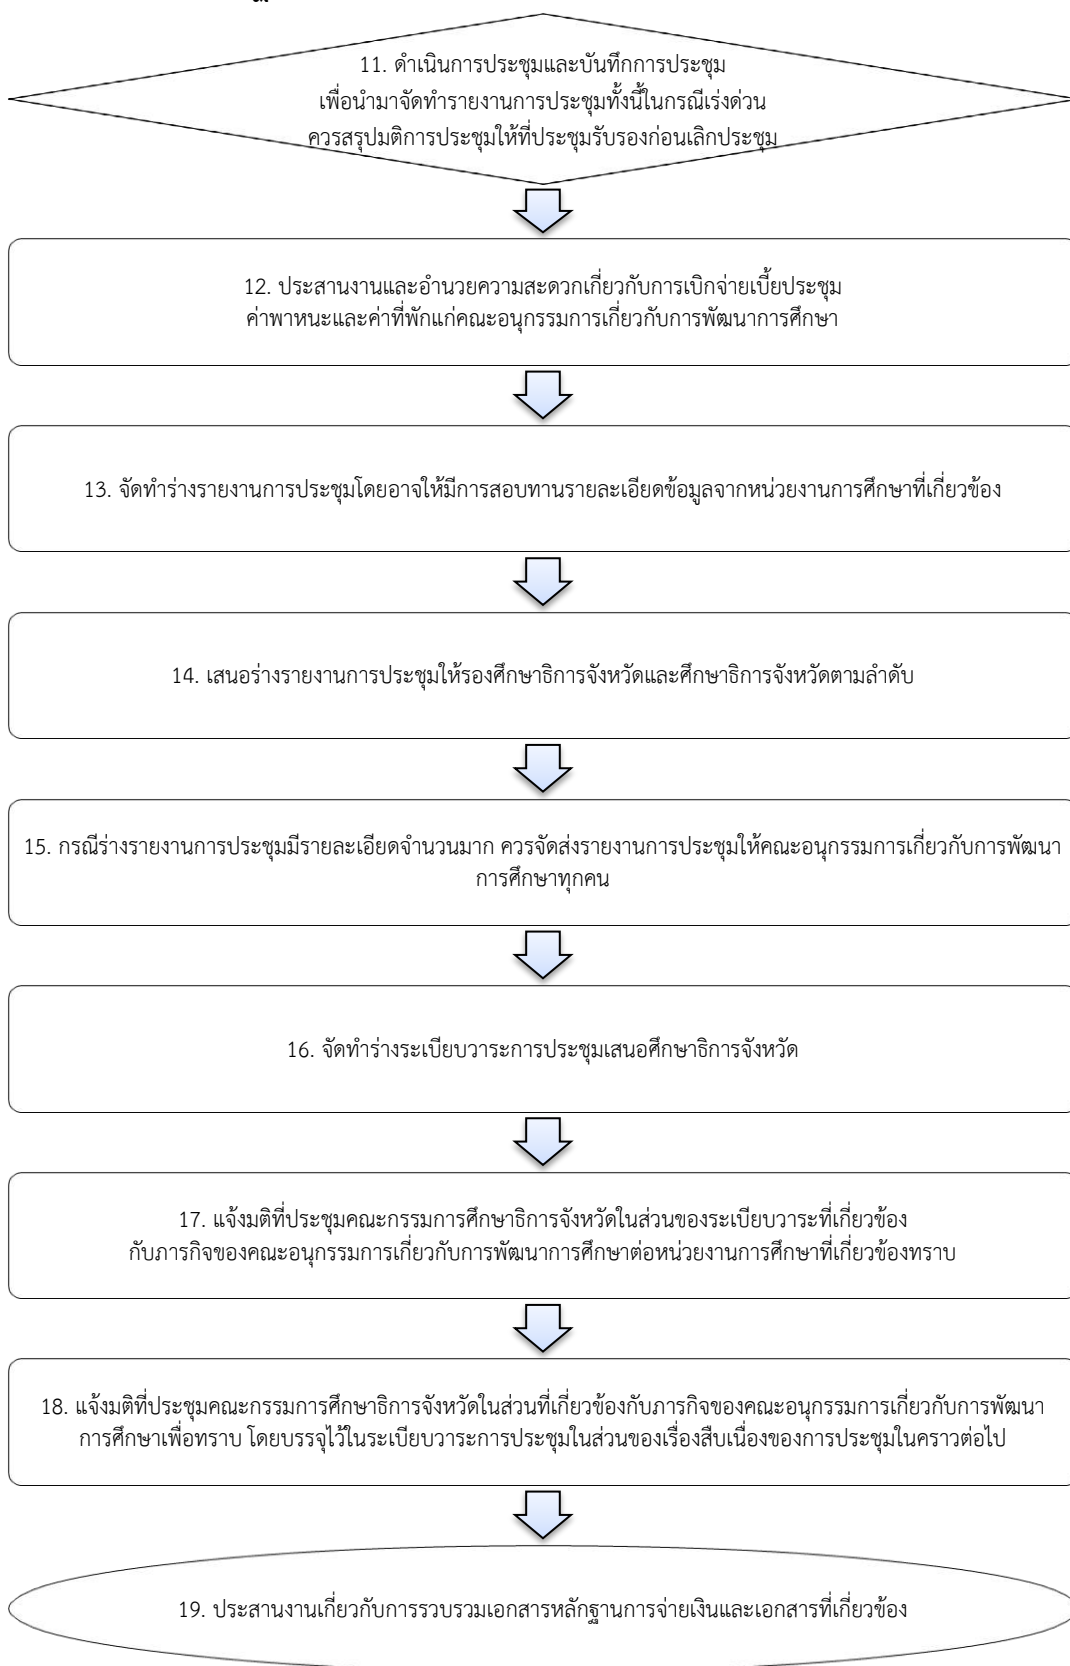 11. ดำเนินการประชุมและบันทึกการประชุม
เพื่อนำมาจัดทำรายงานการประชุมทั้งนี้ในกรณีเร่งด่วน
ควรสรุปมติการประชุมให้ที่ประชุมรับรองก่อนเลิกประชุม
12. ประสานงานและอำนวยความสะดวกเกี่ยวกับการเบิกจ่ายเบี้ยประชุม
ค่าพาหนะและค่าที่พักแก่คณะอนุกรรมการเกี่ยวกับการพัฒนาการศึกษา
13. จัดทำร่างรายงานการประชุมโดยอาจให้มีการสอบทานรายละเอียดข้อมูลจากหน่วยงานการศึกษาที่เกี่ยวข้อง
14. เสนอร่างรายงานการประชุมให้รองศึกษาธิการจังหวัดและศึกษาธิการจังหวัดตามลำดับ
15. กรณีร่างรายงานการประชุมมีรายละเอียดจำนวนมาก ควรจัดส่งรายงานการประชุมให้คณะอนุกรรมการเกี่ยวกับการพัฒนา
การศึกษาทุกคน
16. จัดทำร่างระเบียบวาระการประชุมเสนอศึกษาธิการจังหวัด
17. แจ้งมติที่ประชุมคณะกรรมการศึกษาธิการจังหวัดในส่วนของระเบียบวาระที่เกี่ยวข้อง
กับภารกิจของคณะอนุกรรมการเกี่ยวกับการพัฒนาการศึกษาต่อหน่วยงานการศึกษาที่เกี่ยวข้องทราบ
18. แจ้งมติที่ประชุมคณะกรรมการศึกษาธิการจังหวัดในส่วนที่เกี่ยวข้องกับภารกิจของคณะอนุกรรมการเกี่ยวกับการพัฒนา
การศึกษาเพื่อทราบ โดยบรรจุไว้ในระเบียบวาระการประชุมในส่วนของเรื่องสืบเนื่องของการประชุมในคราวต่อไป
19. ประสานงานเกี่ยวกับการรวบรวมเอกสารหลักฐานการจ่ายเงินและเอกสารที่เกี่ยวข้อง